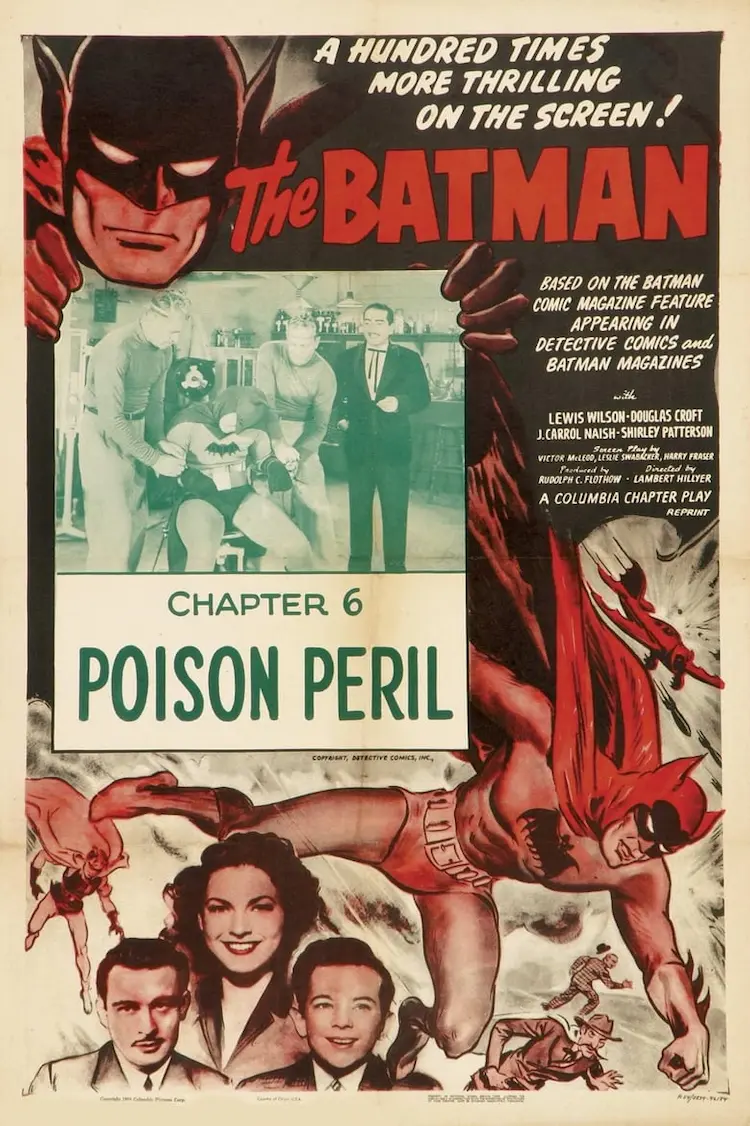 A HUNDRED TIMES
MORE THRILLING
ON THE SCREEN!
The BATMAN
BASED ON THE BATMAN
COMIC MAGAZINE FEATURE
APPEARING IN
DETECTIVE COMICS and
BATMAN MAGAZINES
with
LEWIS WILSON · DOUGLAS CROFT
J. CARROL NAISH · SHIRLEY PATTERSON
Screen Play by
VICTOR McLEOD, LESLIE SWABACKER, HARRY FRASER
Produced by Directed by
RUDOLPH C. FLOTHOW · LAMBERT HILLYER
A COLUMBIA CHAPTER PLAY
REPRINT
CHAPTER 6
POISON PERIL
COPYRIGHT, DETECTIVE COMICS, INC.,